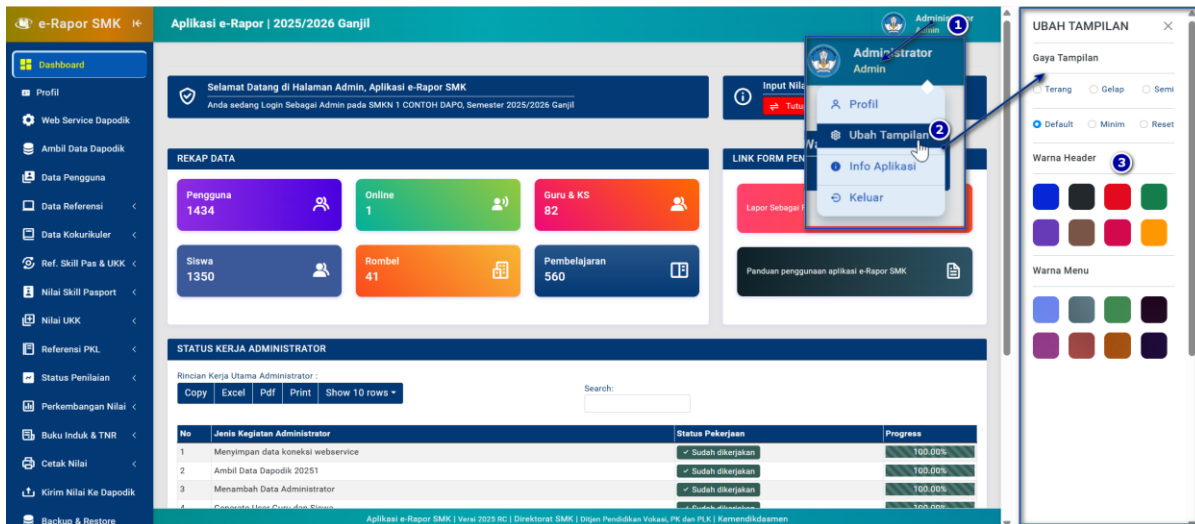 e-Rapor SMK
Dashboard
Profil
Web Service Dapodik
Ambil Data Dapodik
Data Pengguna
Data Referensi
Data Kokurikuler
Ref. Skill Pas & UKK
Nilai Skill Pasport
Nilai UKK
Referensi PKL
Status Penilaian
Perkembangan Nilai
Buku Induk & TNR
Cetak Nilai
Kirim Nilai Ke Dapodik
Backup & Restore
Aplikasi e-Rapor | 2025/2026 Ganjil
Admin
1
Selamat Datang di Halaman Admin, Aplikasi e-Rapor SMK
Anda sedang Login Sebagai Admin pada SMKN 1 CONTOH DAPO, Semester 2025/2026 Ganjil
Input
Administrator
Admin
Profil
Ubah Tampilan
2
Info Aplikasi
Keluar
REKAP DATA
Pengguna
1434
Online
1
Guru & KS
82
Siswa
1350
Rombel
41
Pembelajaran
560
LINK FORM
Lapor Sebagai
Panduan penggunaan aplikasi e-Rapor SMK
STATUS KERJA ADMINISTRATOR
Rincian Kerja Utama Administrator :
Copy Excel Pdf Print Show 10 rows
Search:
No Jenis Kegiatan Administrator Status Pekerjaan Progress
1 Menyimpan data koneksi webservice Sudah dikerjakan 100.00%
2 Ambil Data Dapodik 20251 Sudah dikerjakan 100.00%
3 Menambah Data Administrator Sudah dikerjakan 100.00%
Aplikasi e-Rapor SMK | Versi 2025 RC | Direktorat SMK | Ditjen Pendidikan Vokasi, PK dan PLK | Kemendikdasmen
UBAH TAMPILAN
Gaya Tampilan
Terang Gelap Semi
Default Minim Reset
Warna Header
3
Warna Menu